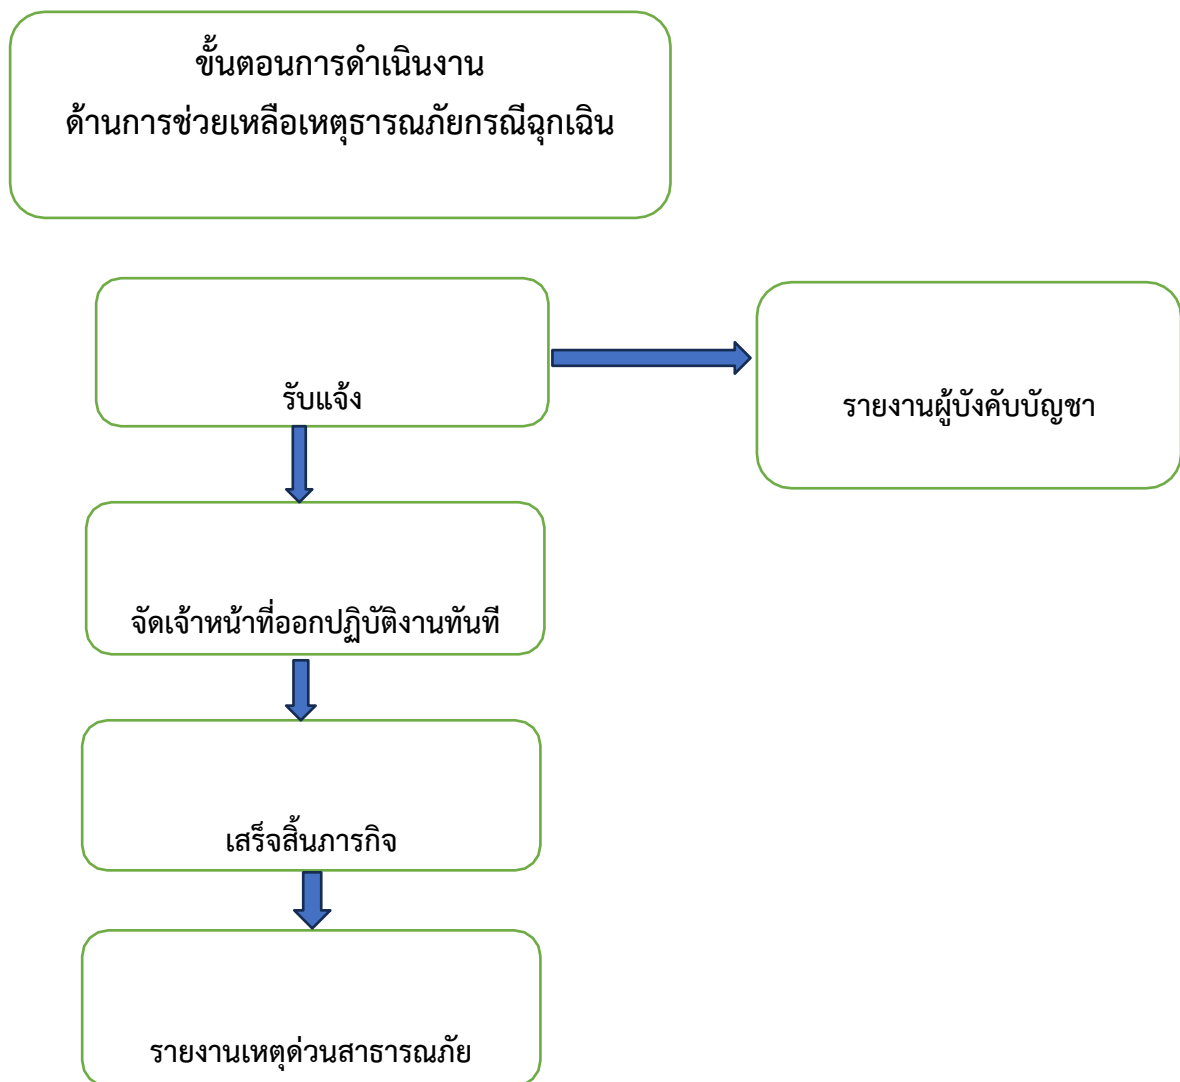 ขั้นตอนการดำเนินงาน
ด้านการช่วยเหลือเหตุธารณภัยกรณีฉุกเฉิน
รับแจ้ง
รายงานผู้บังคับบัญชา
จัดเจ้าหน้าที่ออกปฏิบัติงานทันที
เสร็จสิ้นภารกิจ
รายงานเหตุด่วนสาธารณภัย